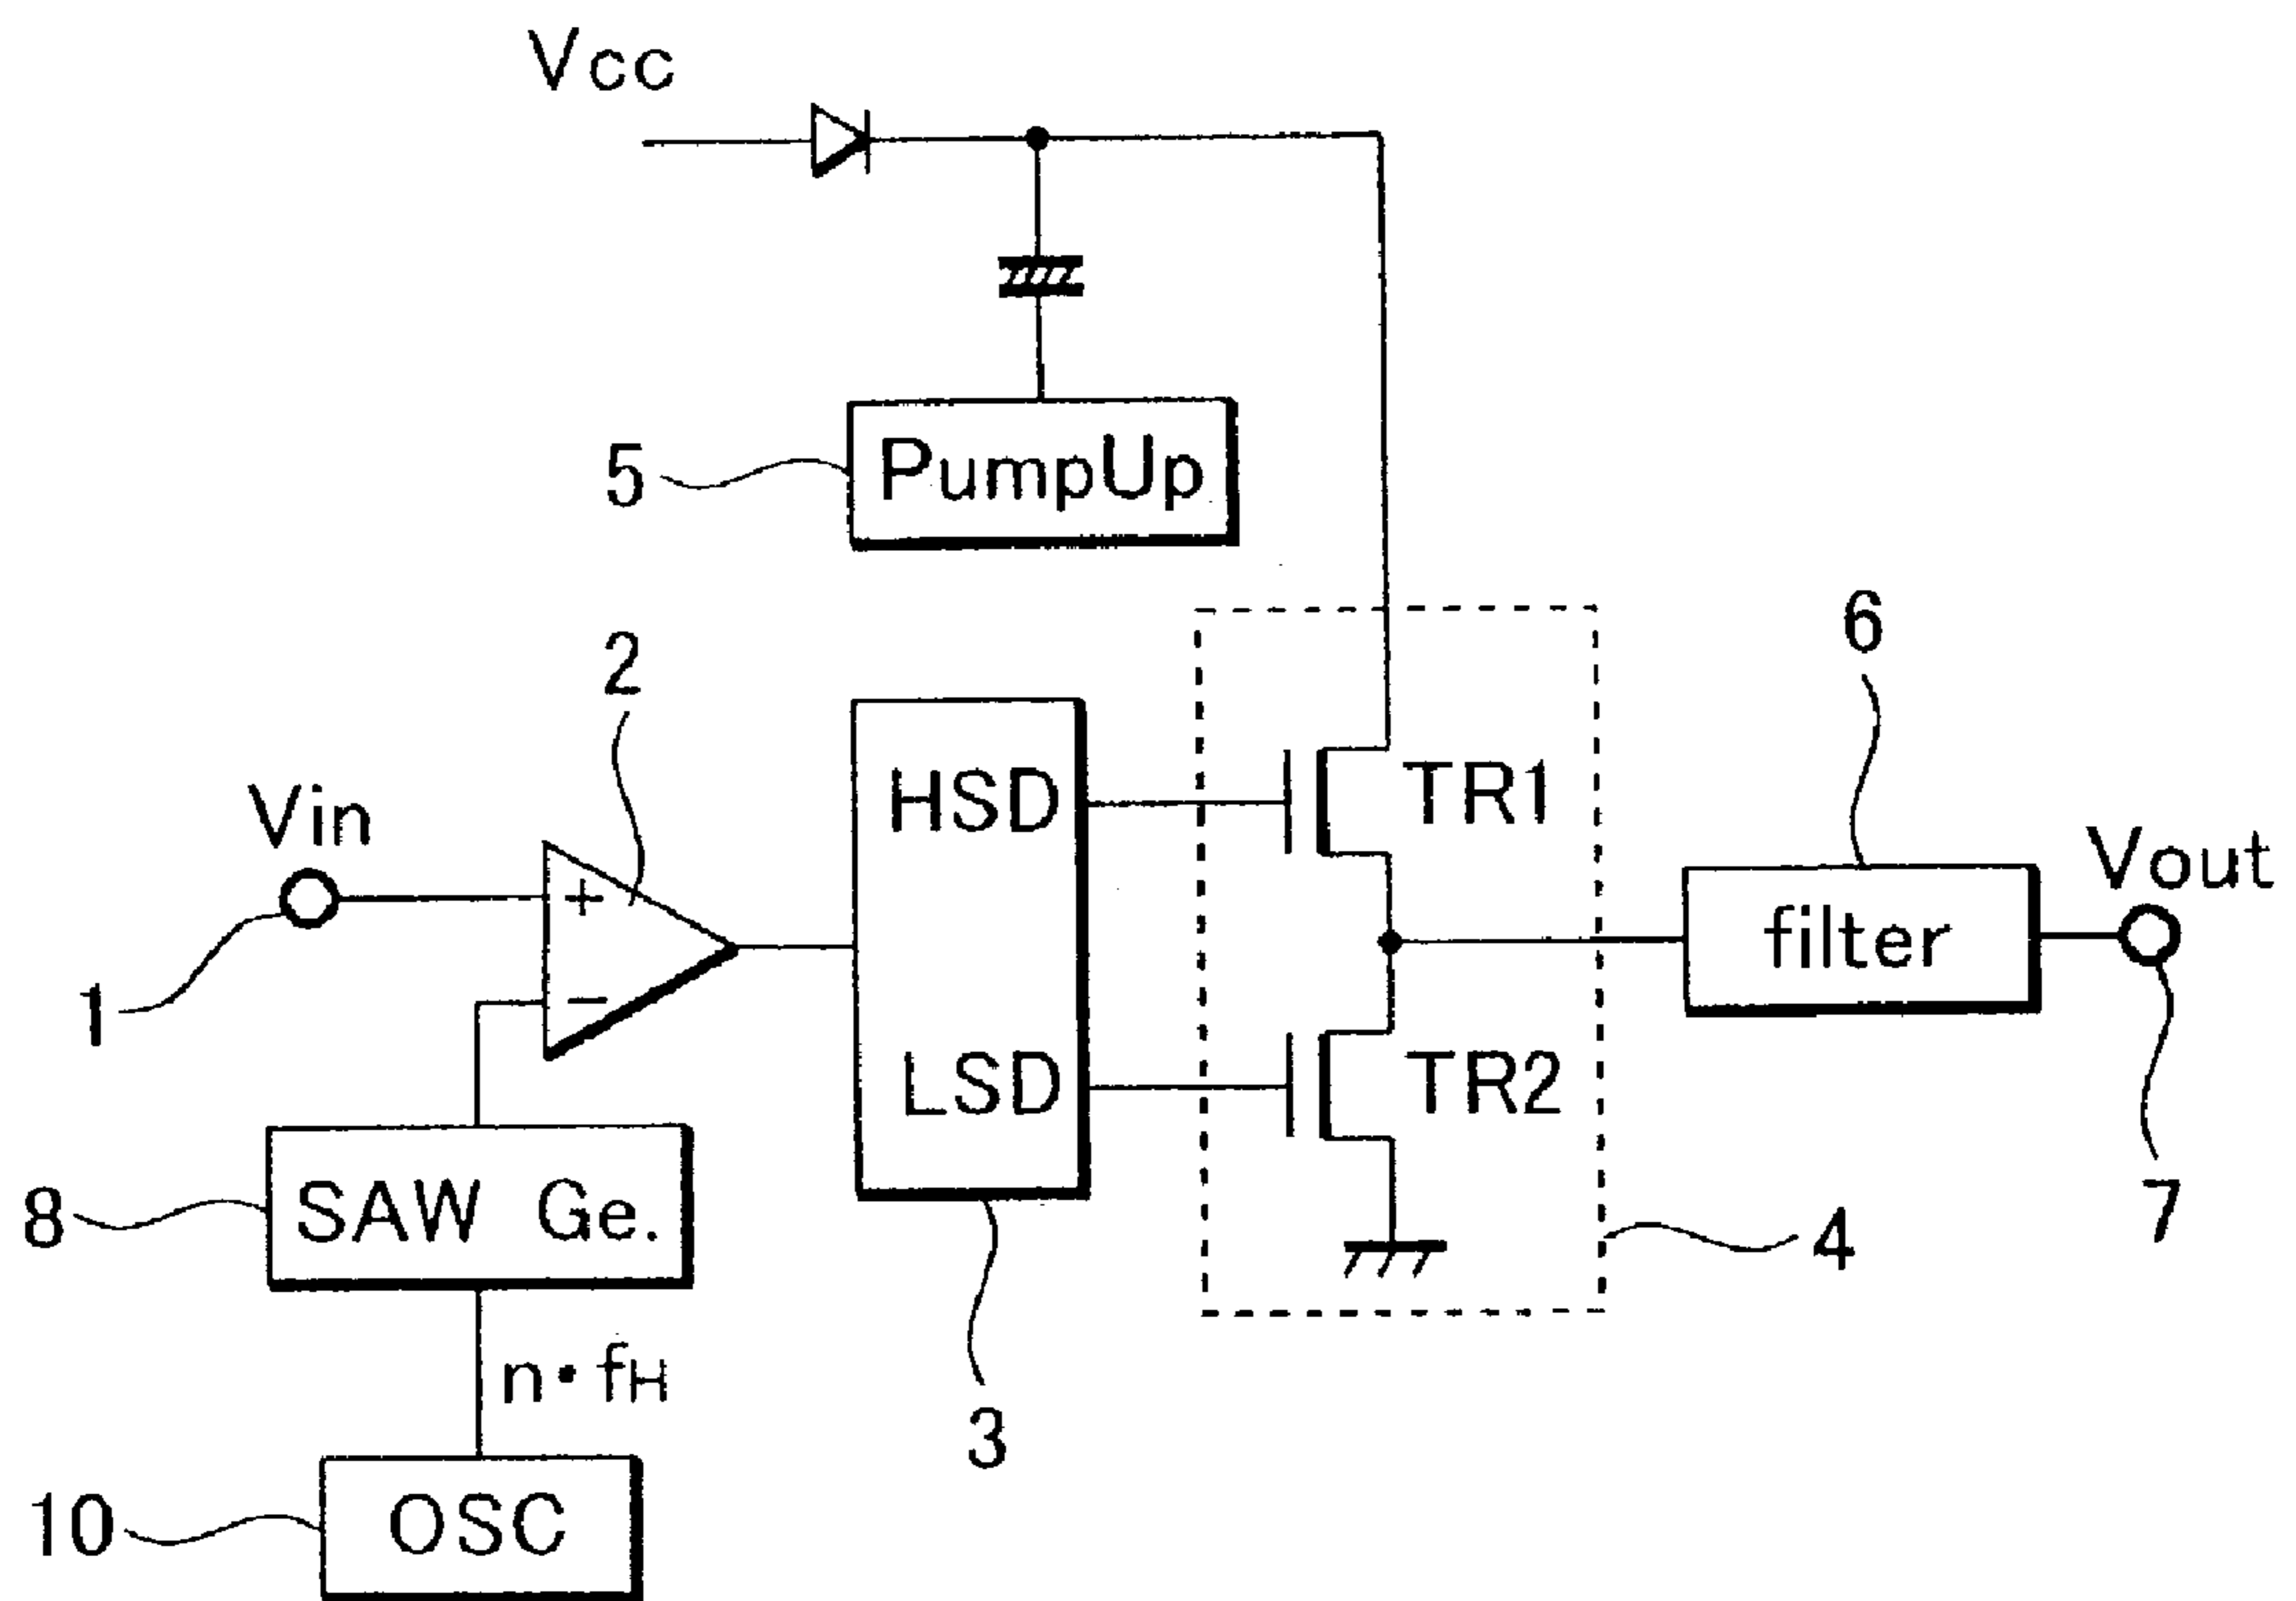 Vcc
5
PumpUp
6
2
HSD
TR1
Vin
+
Vout
filter
1
−
LSD
TR2
8
SAW Ge.
4
7
n・fH
3
10
OSC